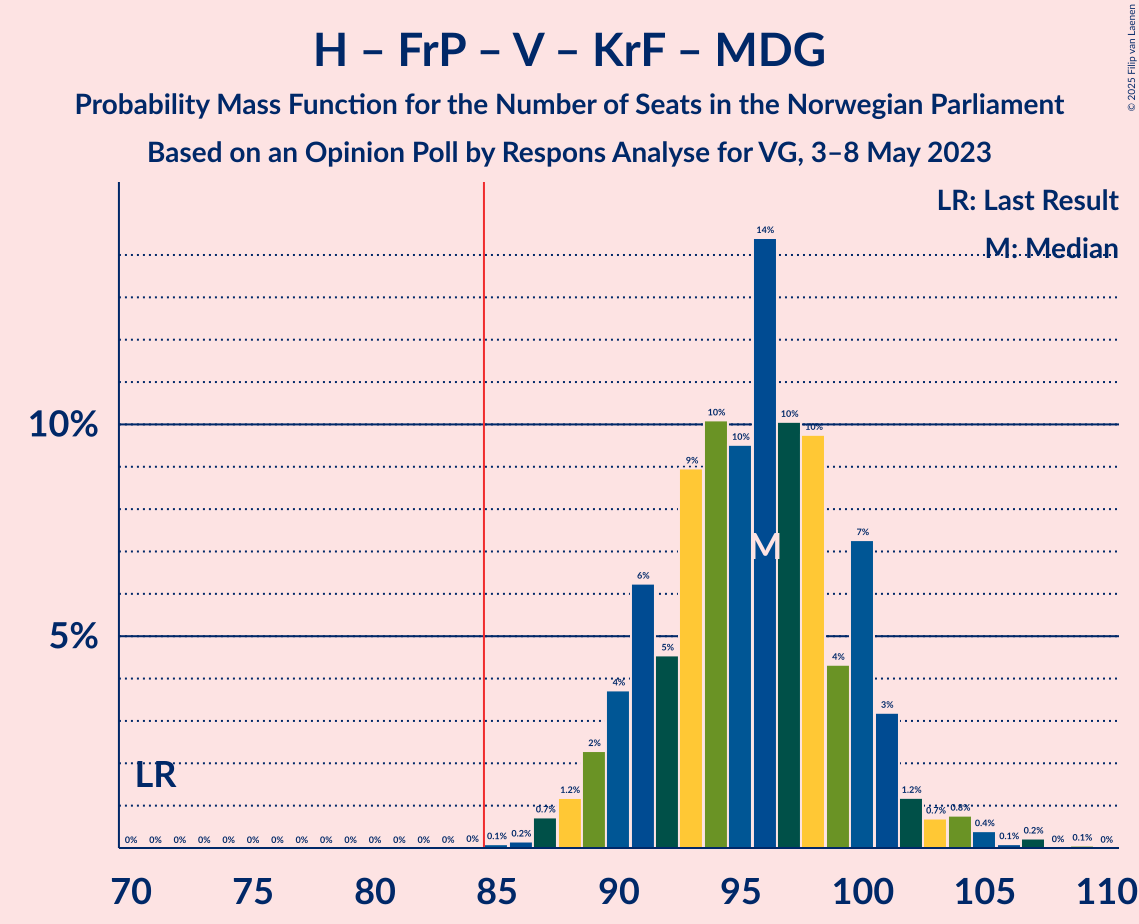 H – FrP – V – KrF – MDG
Probability Mass Function for the Number of Seats in the Norwegian Parliament
Based on an Opinion Poll by Respons Analyse for VG, 3–8 May 2023
© 2025 Filip van Laenen
LR: Last Result
M: Median
10%
5%
LR
M
0% 0% 0% 0% 0% 0% 0% 0% 0% 0% 0% 0% 0% 0% 0% 0.1% 0.2% 0.7% 1.2% 2% 4% 6% 5% 9% 10% 10% 14% 10% 10% 4% 7% 3% 1.2% 0.7% 0.8% 0.4% 0.1% 0.2% 0% 0.1% 0%
70 75 80 85 90 95 100 105 110